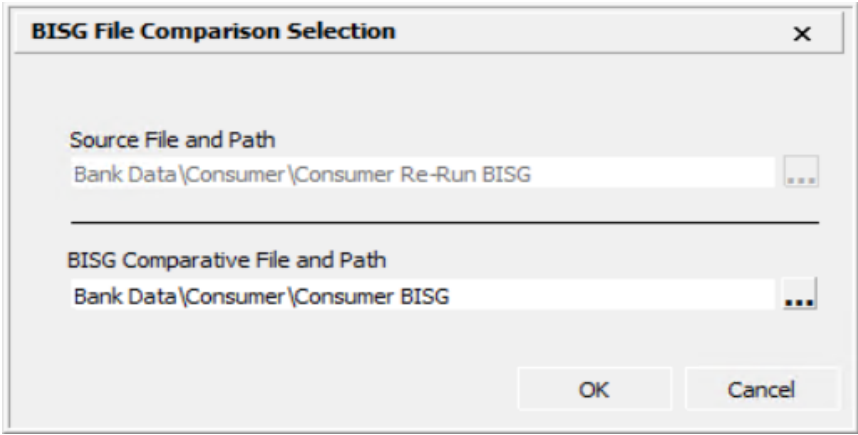 BISG File Comparison Selection
Source File and Path
Bank Data\Consumer\Consumer Re-Run BISG
...
BISG Comparative File and Path
Bank Data\Consumer\Consumer BISG
...
OK Cancel